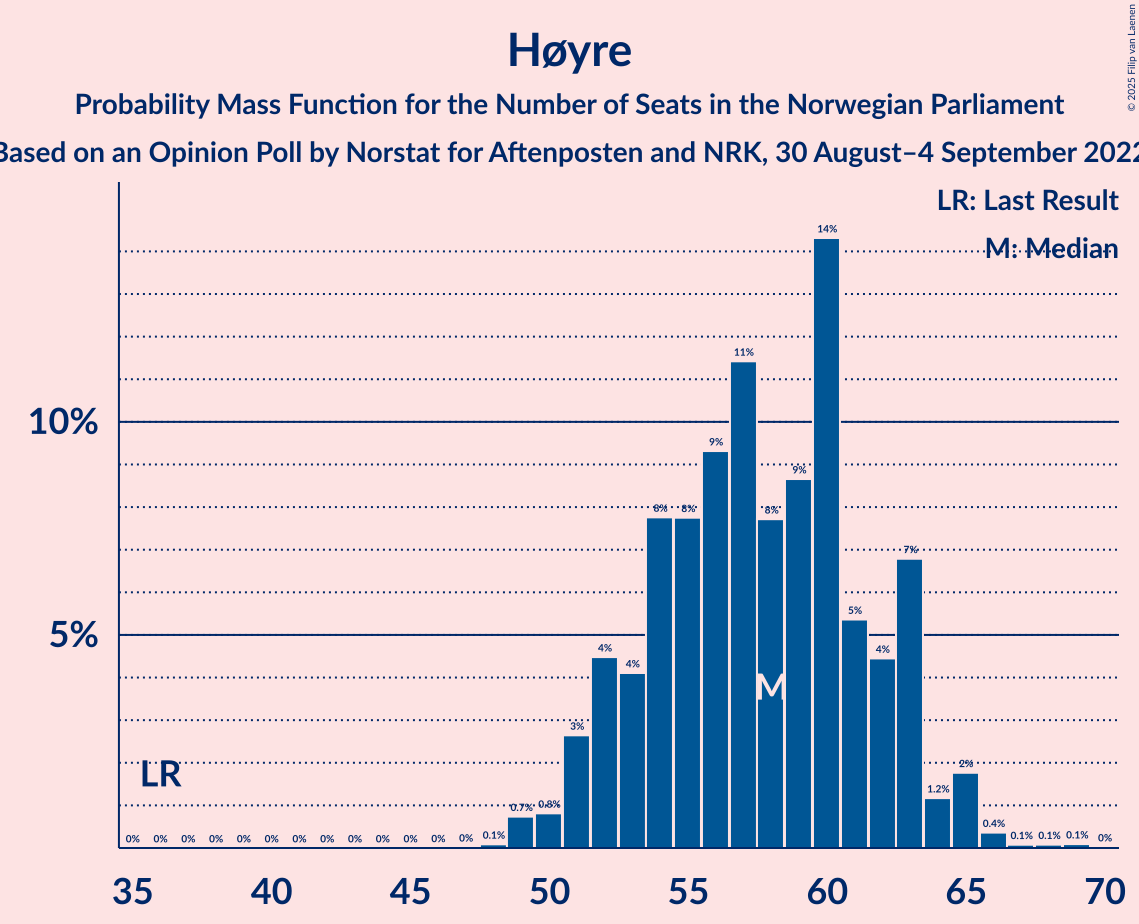 © 2025 Filip van Laenen
Høyre
Probability Mass Function for the Number of Seats in the Norwegian Parliament
Based on an Opinion Poll by Norstat for Aftenposten and NRK, 30 August–4 September 2022
LR: Last Result
M: Median
14%
11%
10%
9%
9%
8%
8%
8%
7%
5%
5%
4%
4%
4%
M
3%
LR
2%
1.2%
0.7%
0.8%
0.4%
0% 0% 0% 0% 0% 0% 0% 0% 0% 0% 0% 0% 0% 0.1% 0.1% 0.1% 0.1% 0%
35 40 45 50 55 60 65 70